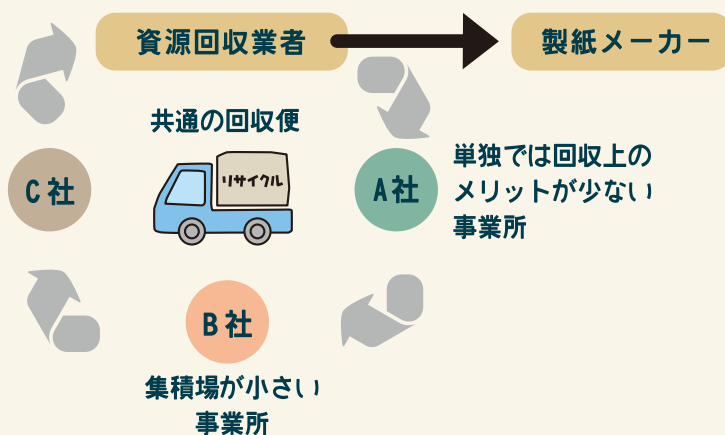 資源回収業者
製紙メーカー
共通の回収便
リサイクル
C社
A社
単独では回収上の
メリットが少ない
事業所
B社
集積場が小さい
事業所